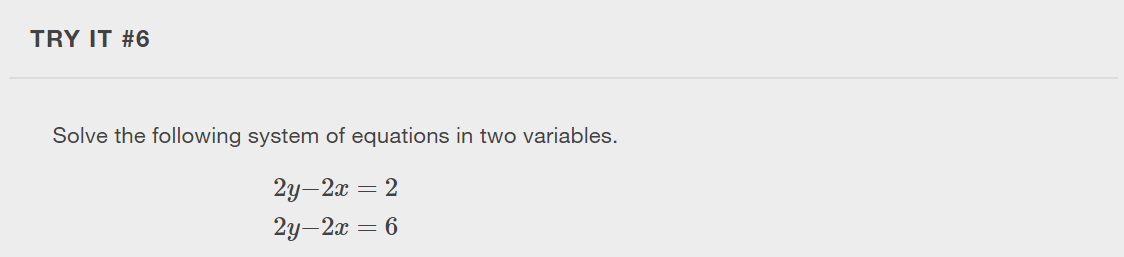 TRY IT #6
Solve the following system of equations in two variables.
2y−2x = 2
2y−2x = 6